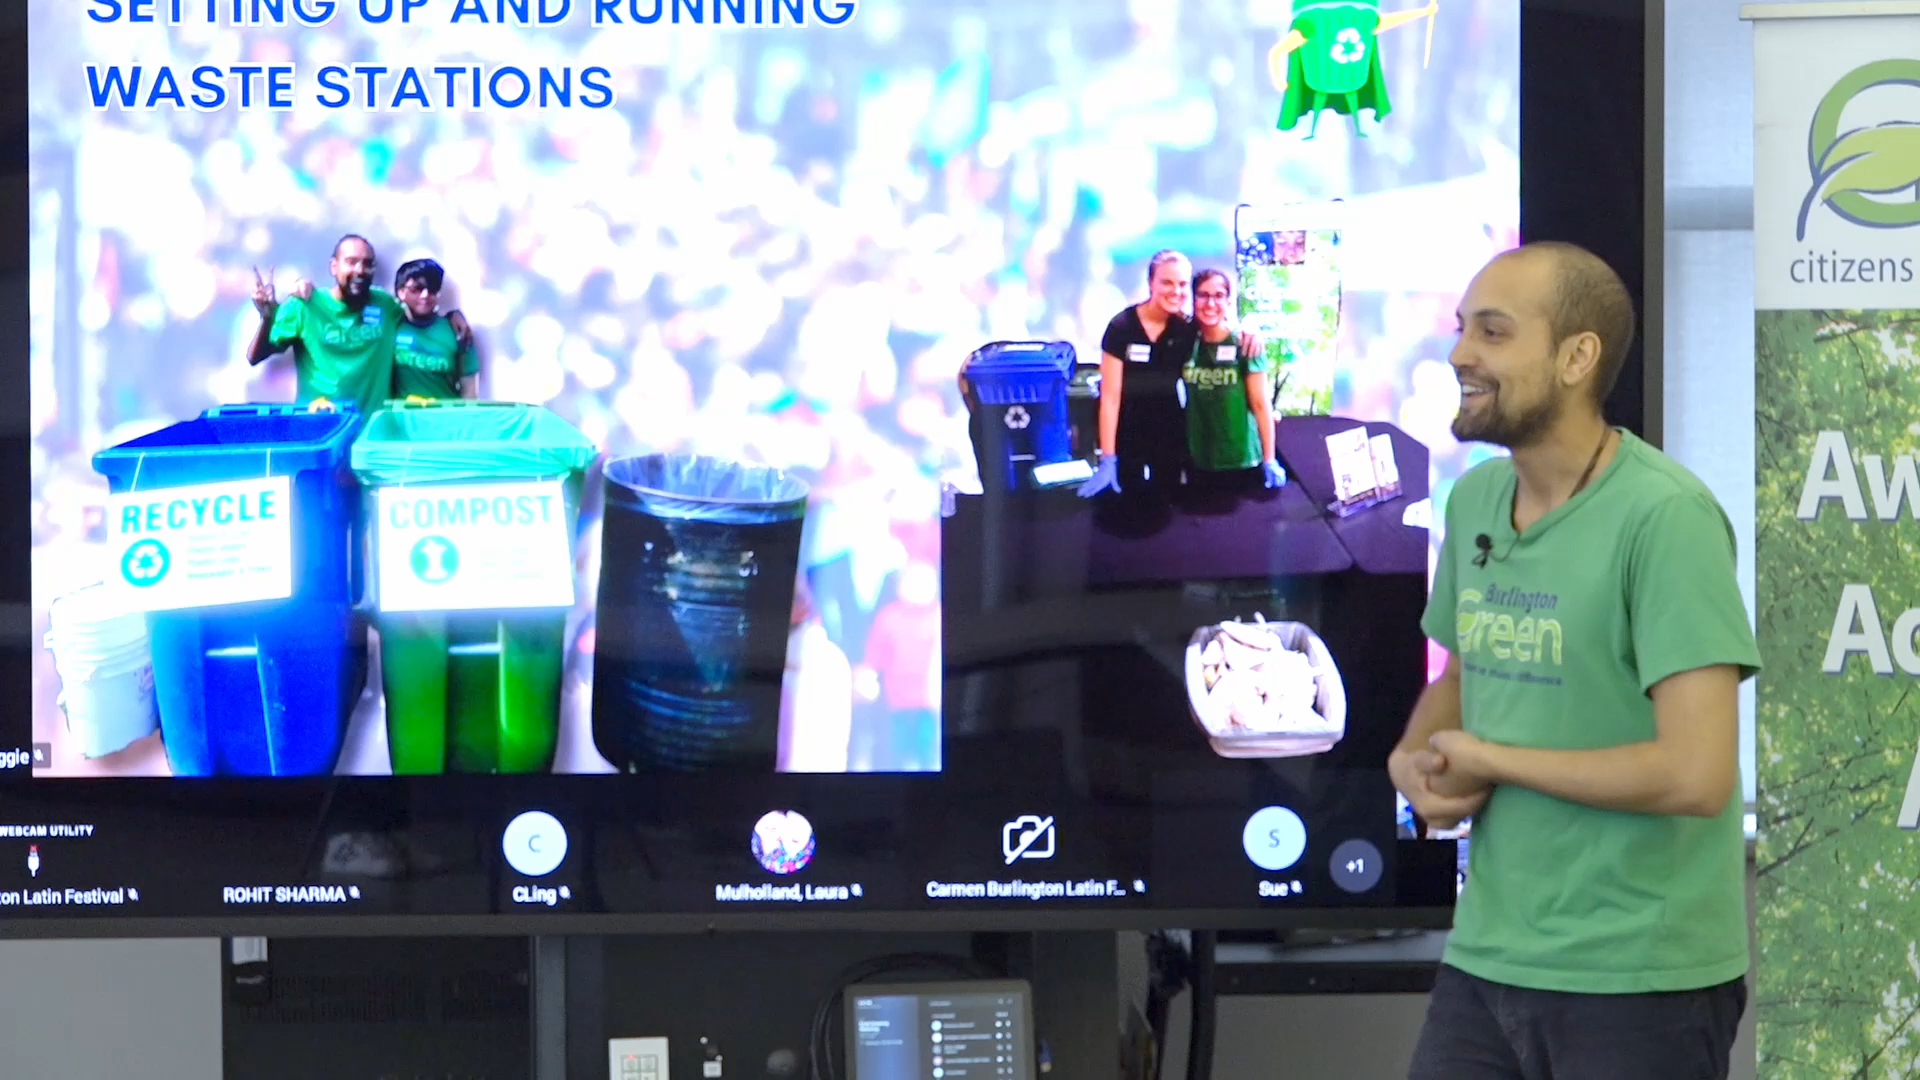 SETTING UP AND RUNNING
WASTE STATIONS
citizens
Green
Green
Green
RECYCLE
COMPOST
Aw
Ac
A
Burlington
Green
ggle
WEBCAM UTILITY
C
S
+1
on Latin Festival
ROHIT SHARMA
CLing
Mulholland, Laura
Carmen Burlington Latin F...
Sue